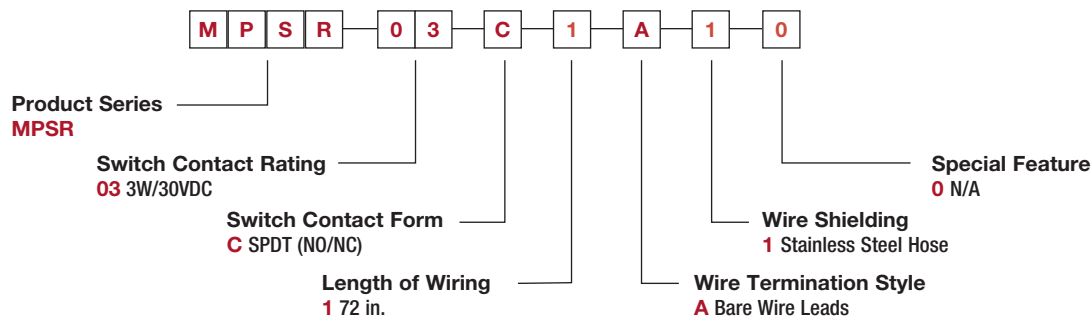 MPSR-03-C-1-A-1-0
Product Series
MPSR
Switch Contact Rating
03 3W/30VDC
Special Feature
0 N/A
Switch Contact Form
C SPDT (NO/NC)
Wire Shielding
1 Stainless Steel Hose
Length of Wiring
1 72 in.
Wire Termination Style
A Bare Wire Leads